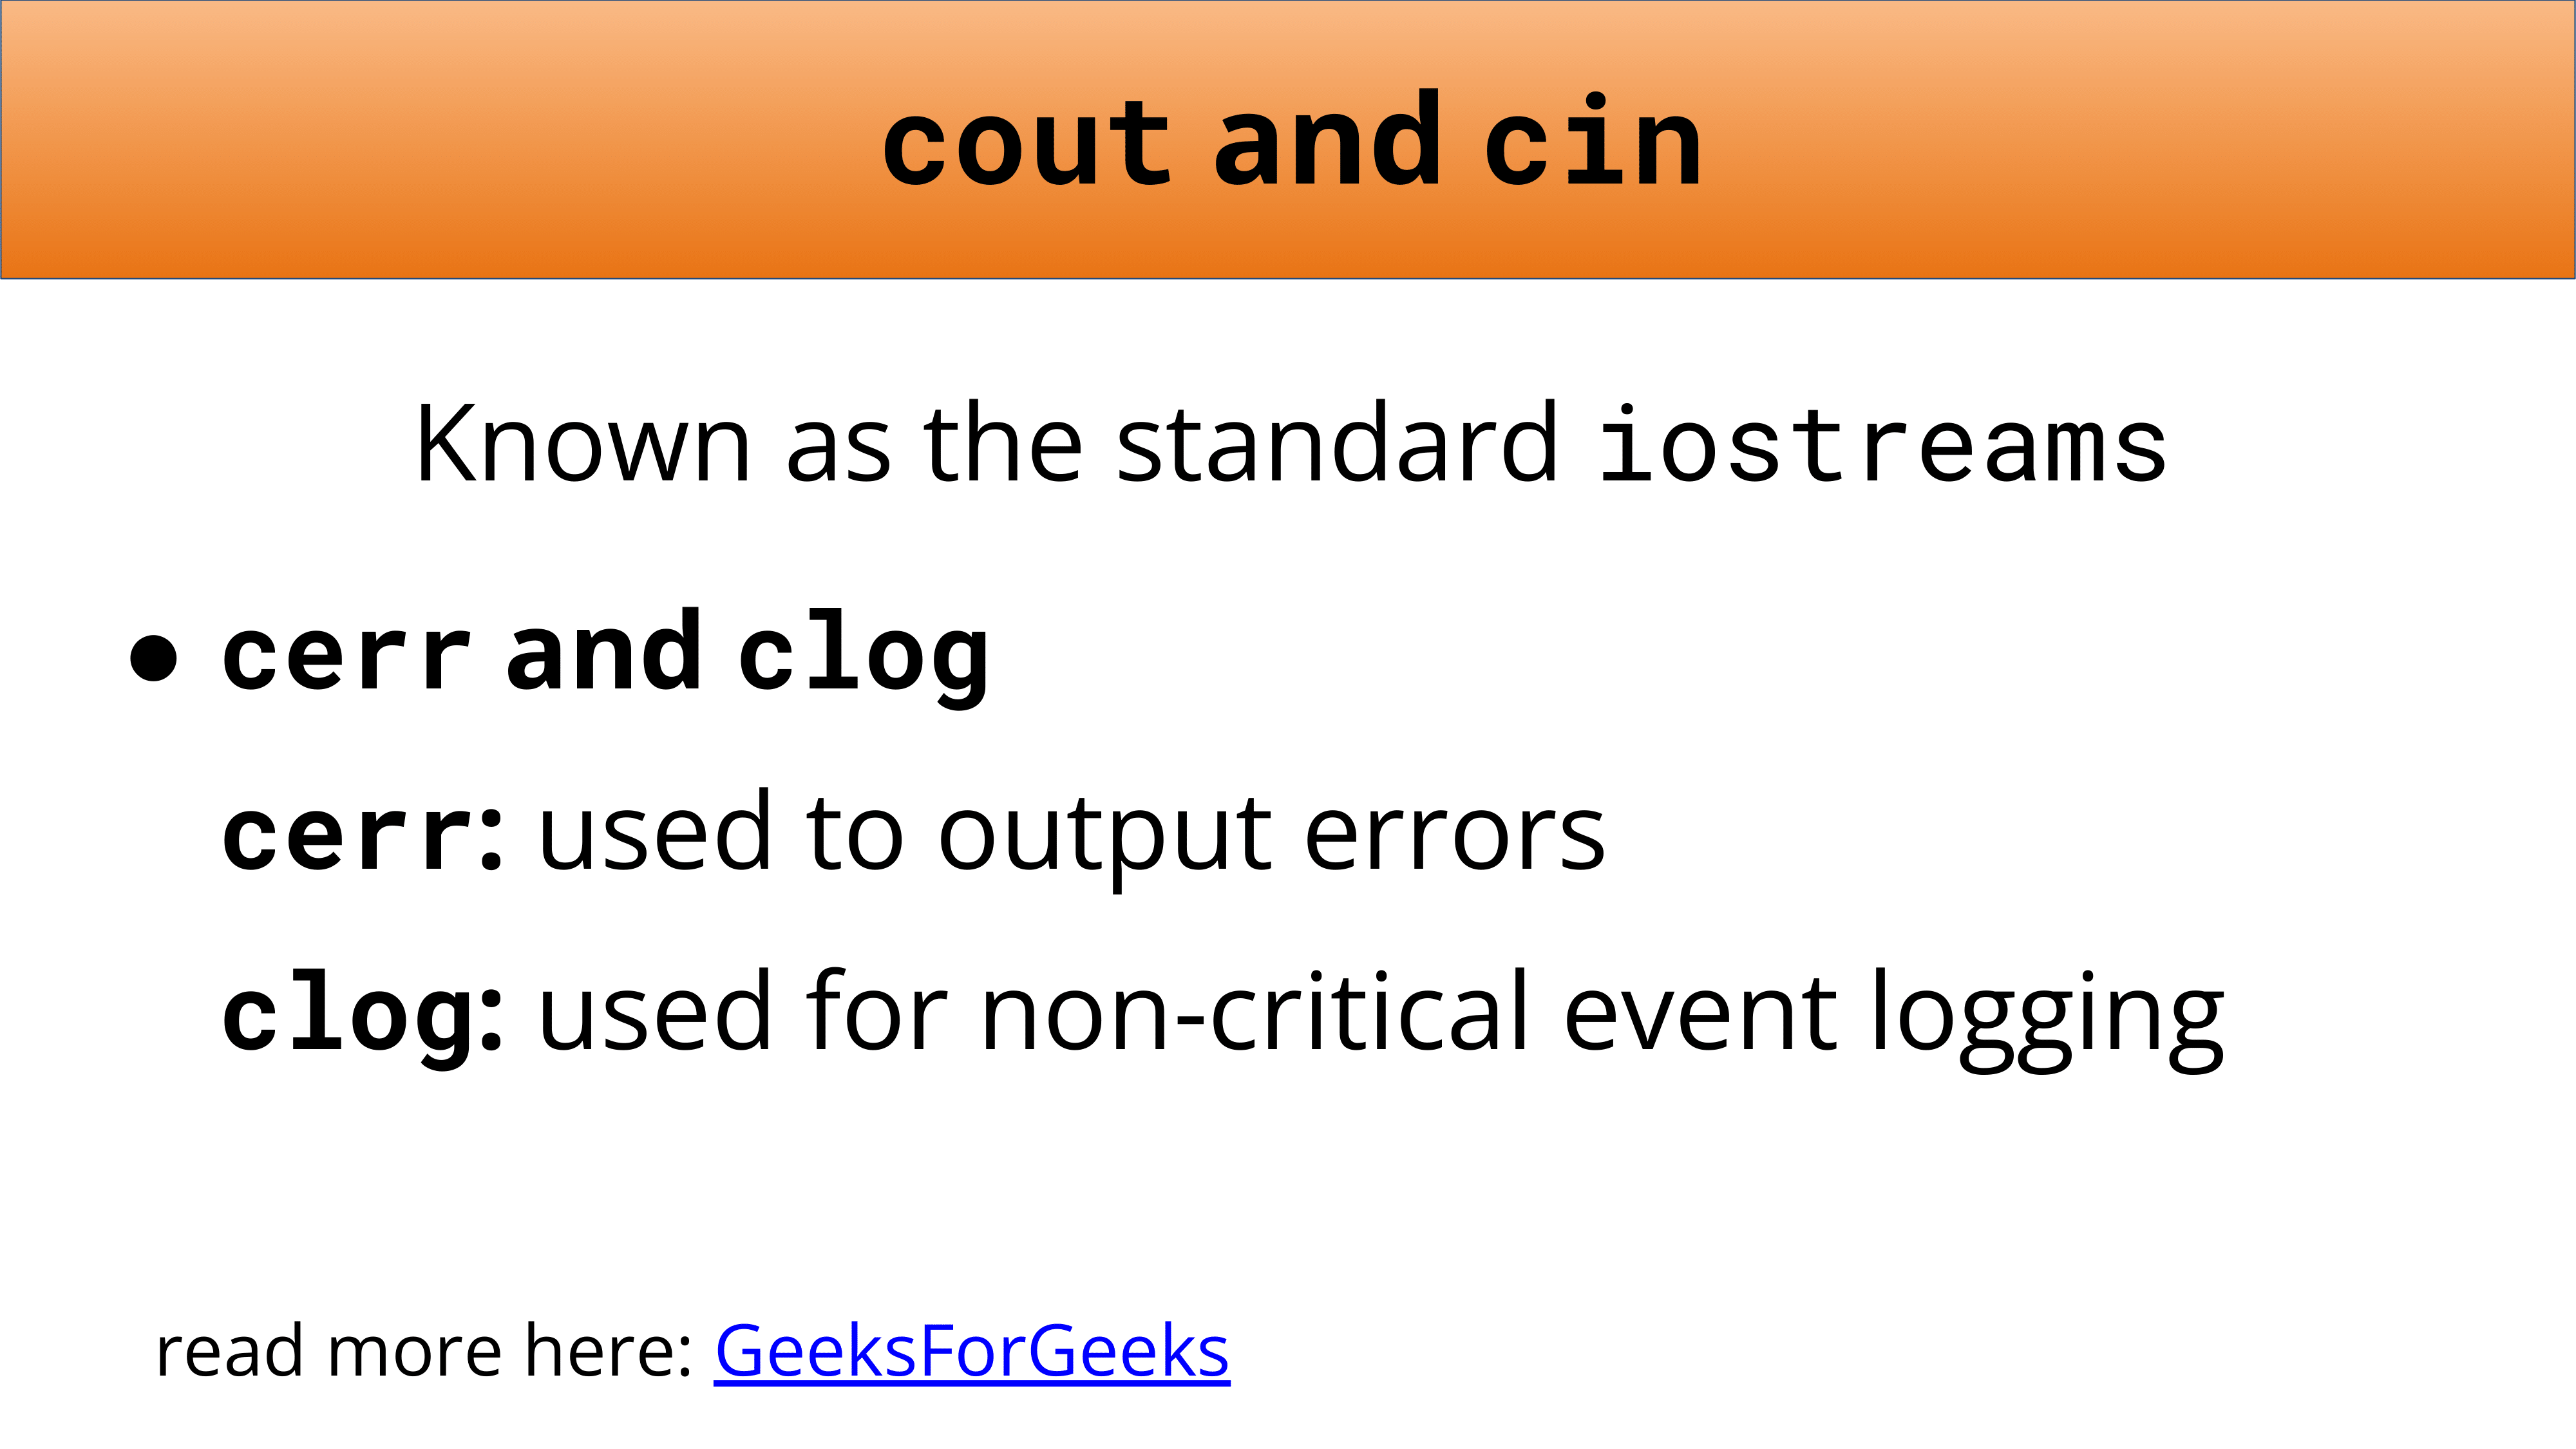 cout and cin
Known as the standard iostreams
● cerr and clog
cerr: used to output errors
clog: used for non-critical event logging
read more here: GeeksForGeeks